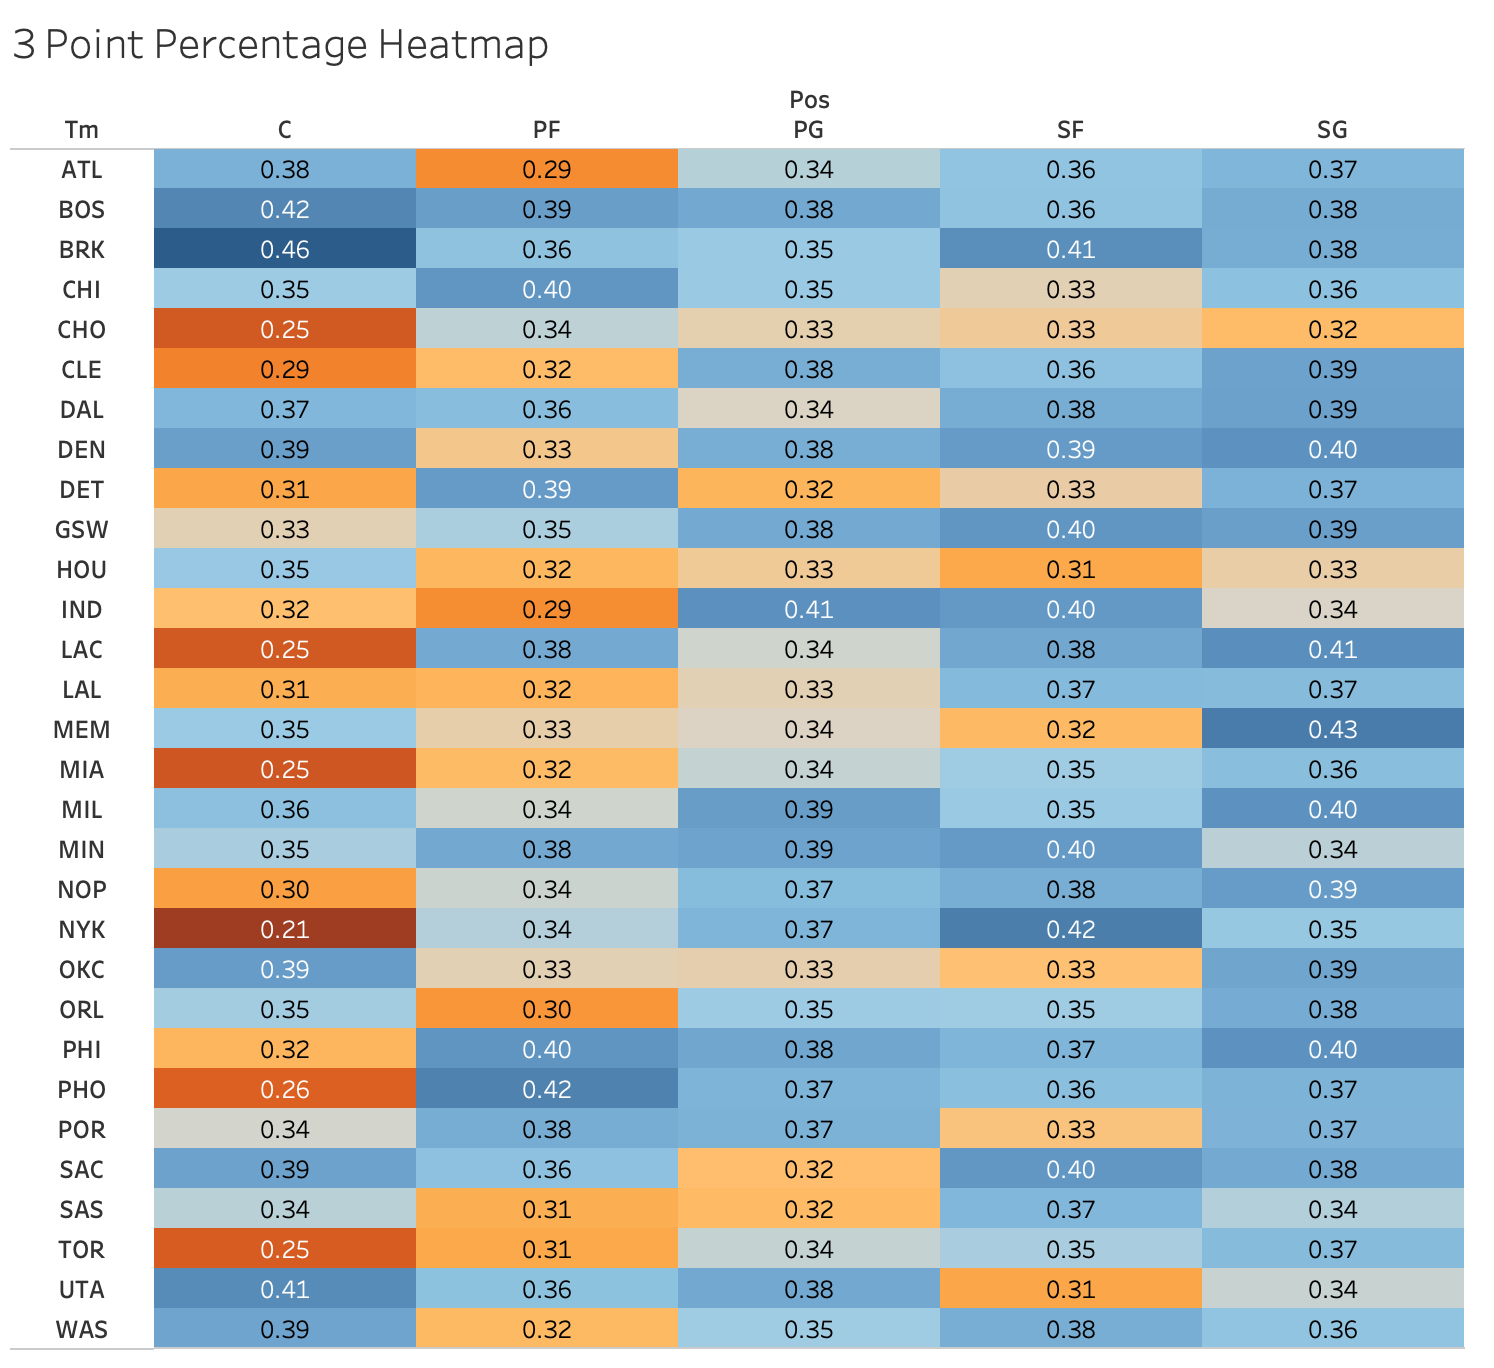 3 Point Percentage Heatmap
Pos
Tm C PF PG SF SG
ATL 0.38 0.29 0.34 0.36 0.37
BOS 0.42 0.39 0.38 0.36 0.38
BRK 0.46 0.36 0.35 0.41 0.38
CHI 0.35 0.40 0.35 0.33 0.36
CHO 0.25 0.34 0.33 0.33 0.32
CLE 0.29 0.32 0.38 0.36 0.39
DAL 0.37 0.36 0.34 0.38 0.39
DEN 0.39 0.33 0.38 0.39 0.40
DET 0.31 0.39 0.32 0.33 0.37
GSW 0.33 0.35 0.38 0.40 0.39
HOU 0.35 0.32 0.33 0.31 0.33
IND 0.32 0.29 0.41 0.40 0.34
LAC 0.25 0.38 0.34 0.38 0.41
LAL 0.31 0.32 0.33 0.37 0.37
MEM 0.35 0.33 0.34 0.32 0.43
MIA 0.25 0.32 0.34 0.35 0.36
MIL 0.36 0.34 0.39 0.35 0.40
MIN 0.35 0.38 0.39 0.40 0.34
NOP 0.30 0.34 0.37 0.38 0.39
NYK 0.21 0.34 0.37 0.42 0.35
OKC 0.39 0.33 0.33 0.33 0.39
ORL 0.35 0.30 0.35 0.35 0.38
PHI 0.32 0.40 0.38 0.37 0.40
PHO 0.26 0.42 0.37 0.36 0.37
POR 0.34 0.38 0.37 0.33 0.37
SAC 0.39 0.36 0.32 0.40 0.38
SAS 0.34 0.31 0.32 0.37 0.34
TOR 0.25 0.31 0.34 0.35 0.37
UTA 0.41 0.36 0.38 0.31 0.34
WAS 0.39 0.32 0.35 0.38 0.36